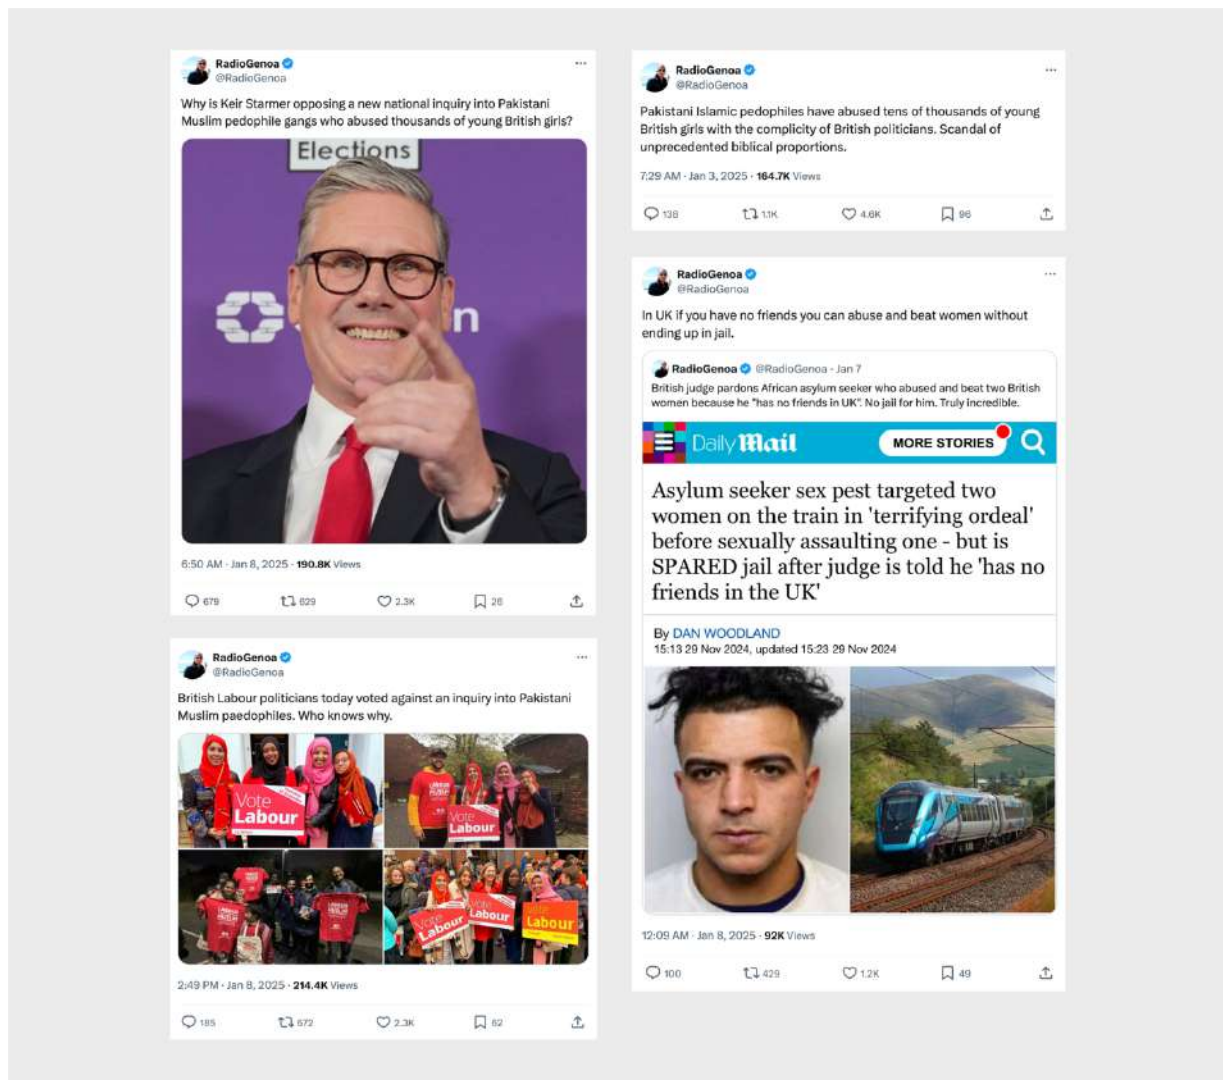 RadioGenoa
@RadioGenoa
Why is Keir Starmer opposing a new national inquiry into Pakistani
Muslim pedophile gangs who abused thousands of young British girls?
Elections
n
6:50 AM · Jan 8, 2025 · 190.8K Views
679 629 2.3K 26
RadioGenoa
@RadioGenoa
British Labour politicians today voted against an inquiry into Pakistani
Muslim paedophiles. Who knows why.
Vote
Labour
Vote
Labour
Vote
Labour
Vote
Labour
Vote
Labour
2:49 PM · Jan 8, 2025 · 214.4K Views
185 672 2.3K 62
RadioGenoa
@RadioGenoa
Pakistani Islamic pedophiles have abused tens of thousands of young
British girls with the complicity of British politicians. Scandal of
unprecedented biblical proportions.
7:29 AM · Jan 3, 2025 · 164.7K Views
138 1.1K 4.6K 96
RadioGenoa
@RadioGenoa
In UK if you have no friends you can abuse and beat women without
ending up in jail.
RadioGenoa @RadioGenoa · Jan 7
British judge pardons African asylum seeker who abused and beat two British
women because he "has no friends in UK". No jail for him. Truly incredible.
Daily Mail MORE STORIES
Asylum seeker sex pest targeted two
women on the train in 'terrifying ordeal'
before sexually assaulting one - but is
SPARED jail after judge is told he 'has no
friends in the UK'
By DAN WOODLAND
15:13 29 Nov 2024, updated 15:23 29 Nov 2024
12:09 AM · Jan 8, 2025 · 92K Views
100 429 1.2K 49